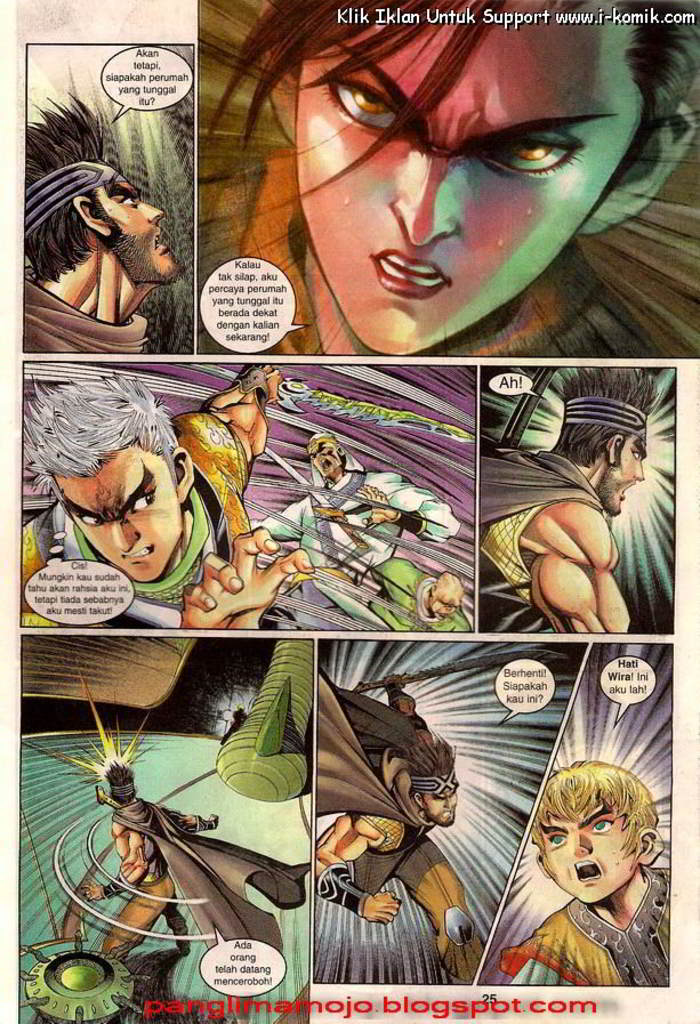 Klik Iklan Untuk Support www.i-komik.com
Akan
tetapi,
siapakah perumah
yang tunggal
itu?
Kalau
tak silap, aku
percaya perumah
yang tunggal itu
berada dekat
dengan kalian
sekarang!
Cis!
Mungkin kau sudah
tahu akan rahsia aku ini,
tetapi tiada sebabnya
aku mesti takut!
Ah!
Ada
orang
telah datang
menceroboh!
Berhenti!
Siapakah
kau ini?
Hati
Wira! Ini
aku lah!
25
panglimamojo.blogspot.com